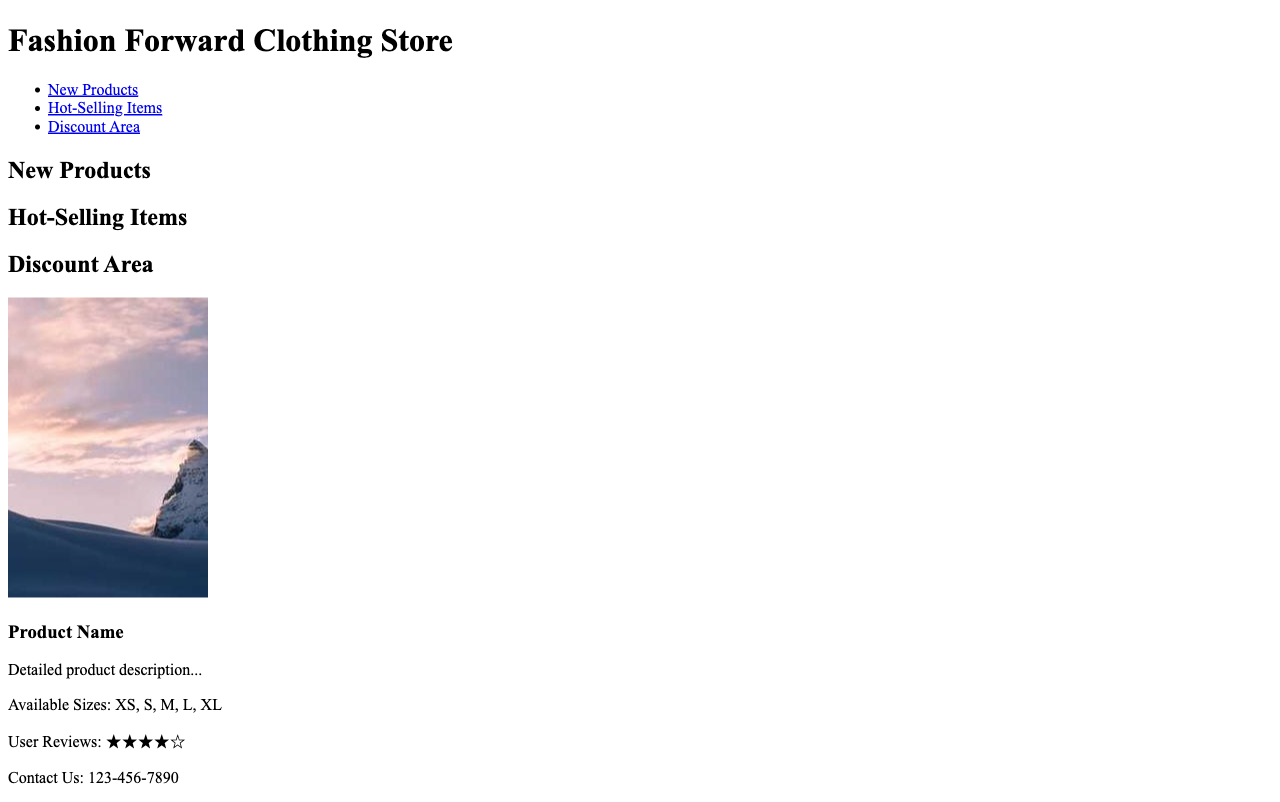 Fashion Forward Clothing Store
New Products
Hot-Selling Items
Discount Area
New Products
Hot-Selling Items
Discount Area
Product Name
Detailed product description...
Available Sizes: XS, S, M, L, XL
User Reviews: ★★★★☆
Contact Us: 123-456-7890